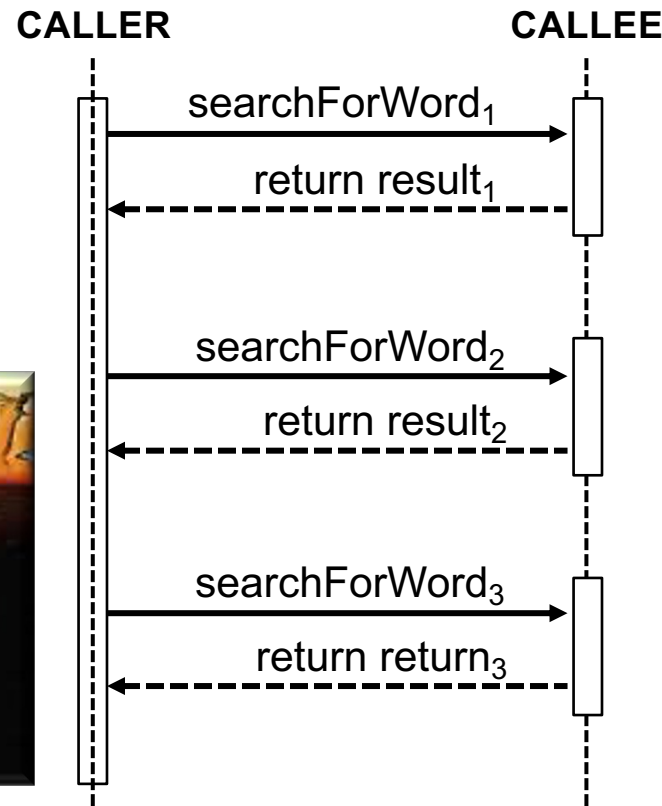 CALLER CALLEE
searchForWord₁
return result₁
searchForWord₂
return result₂
searchForWord₃
return return₃